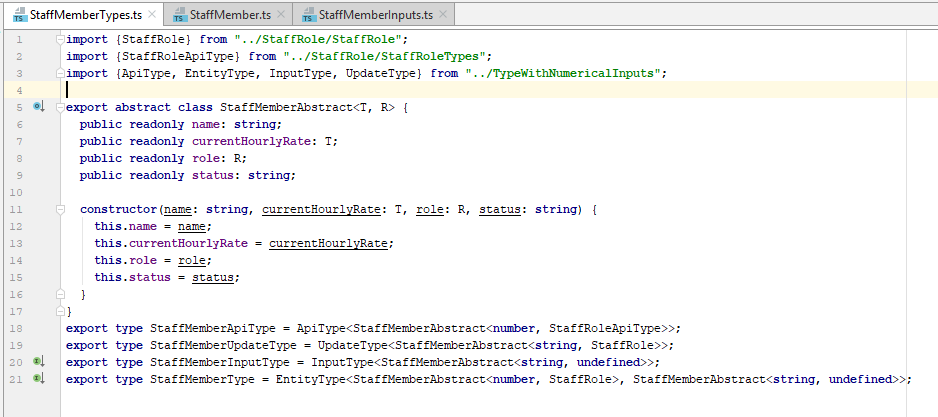 StaffMemberTypes.ts StaffMember.ts StaffMemberInputs.ts
1 import {StaffRole} from "../StaffRole/StaffRole";
2 import {StaffRoleApiType} from "../StaffRole/StaffRoleTypes";
3 import {ApiType, EntityType, InputType, UpdateType} from "../TypeWithNumericalInputs";
4
5 export abstract class StaffMemberAbstract<T, R> {
6 public readonly name: string;
7 public readonly currentHourlyRate: T;
8 public readonly role: R;
9 public readonly status: string;
10
11 constructor(name: string, currentHourlyRate: T, role: R, status: string) {
12 this.name = name;
13 this.currentHourlyRate = currentHourlyRate;
14 this.role = role;
15 this.status = status;
16 }
17 }
18 export type StaffMemberApiType = ApiType<StaffMemberAbstract<number, StaffRoleApiType>>;
19 export type StaffMemberUpdateType = UpdateType<StaffMemberAbstract<string, StaffRole>>;
20 export type StaffMemberInputType = InputType<StaffMemberAbstract<string, undefined>>;
21 export type StaffMemberType = EntityType<StaffMemberAbstract<number, StaffRole>, StaffMemberAbstract<string, undefined>>;